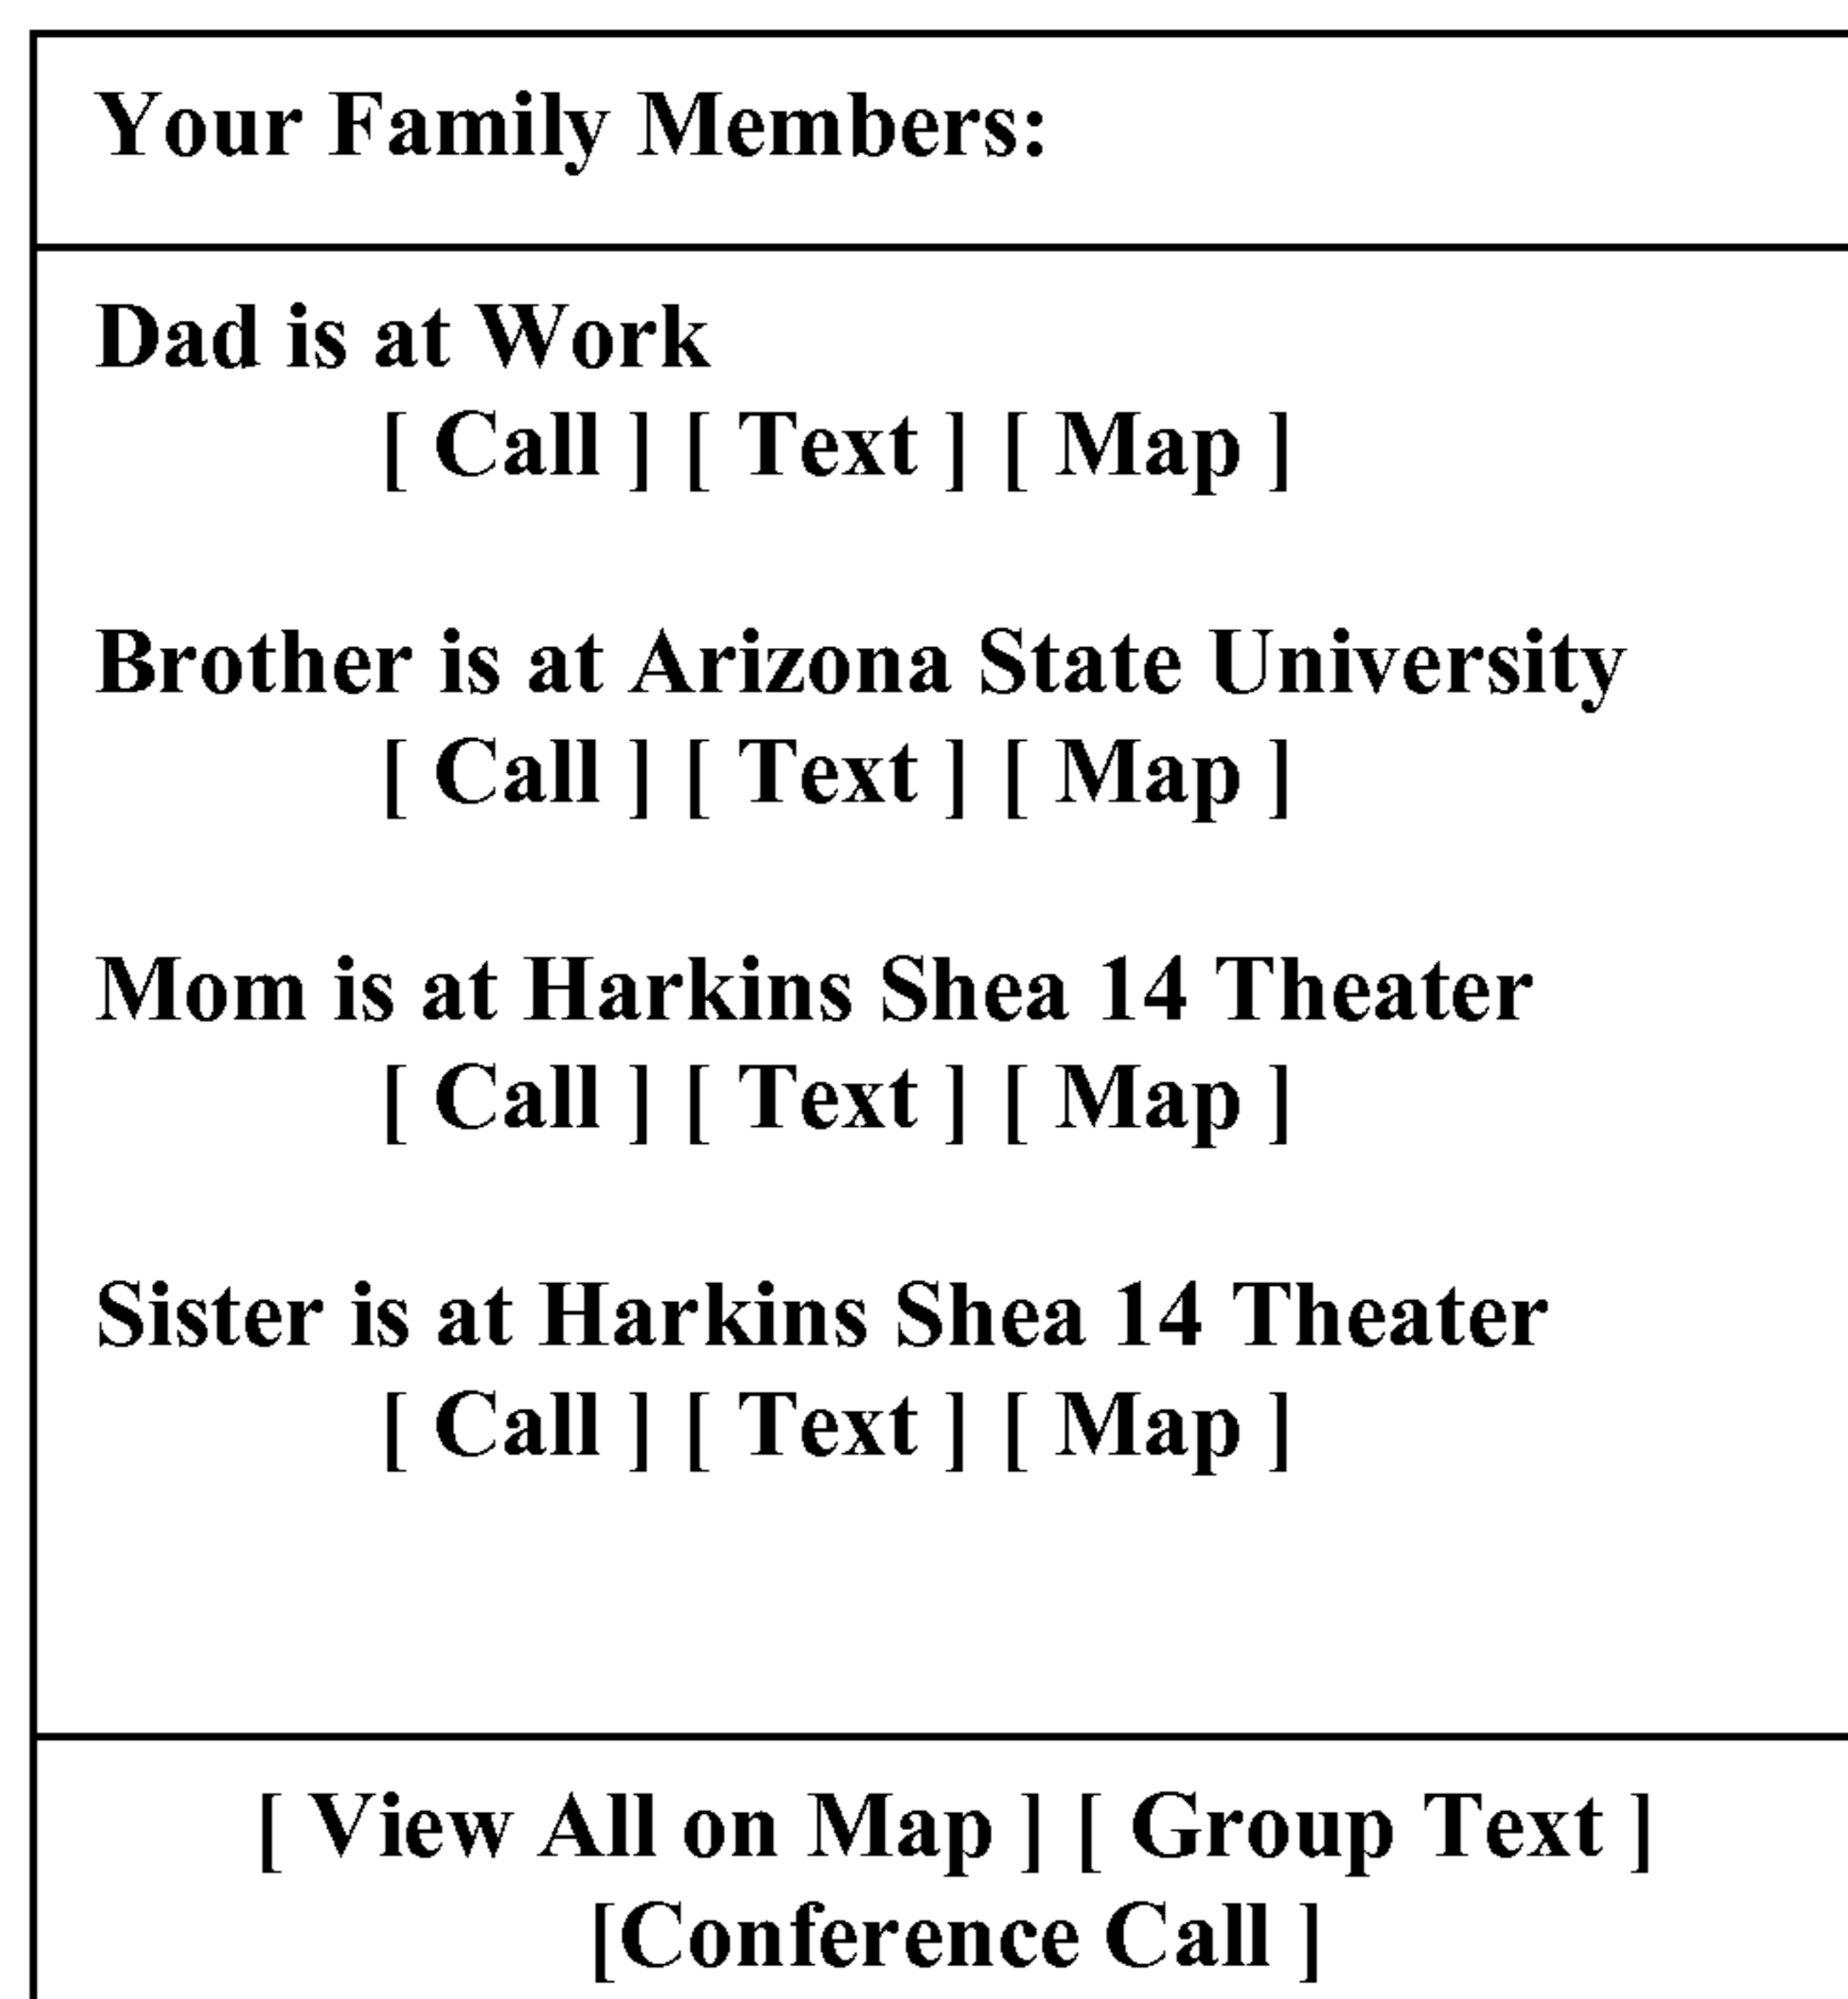 Your Family Members:
Dad is at Work
[ Call ] [ Text ] [ Map ]
Brother is at Arizona State University
[ Call ] [ Text ] [ Map ]
Mom is at Harkins Shea 14 Theater
[ Call ] [ Text ] [ Map ]
Sister is at Harkins Shea 14 Theater
[ Call ] [ Text ] [ Map ]
[ View All on Map ] [ Group Text ]
[Conference Call ]